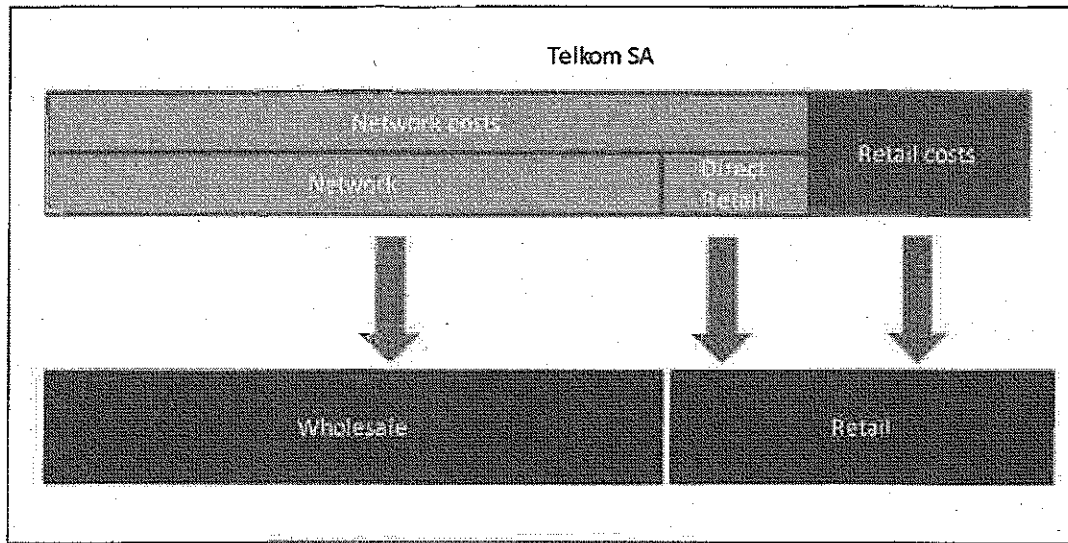 Telkom SA
Network costs
Retail costs
Network
Direct
Retail
Wholesale
Retail